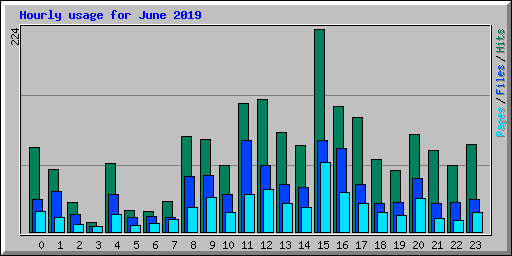 Hourly usage for June 2019
224
Pages / Files / Hits
0 1 2 3 4 5 6 7 8 9 10 11 12 13 14 15 16 17 18 19 20 21 22 23